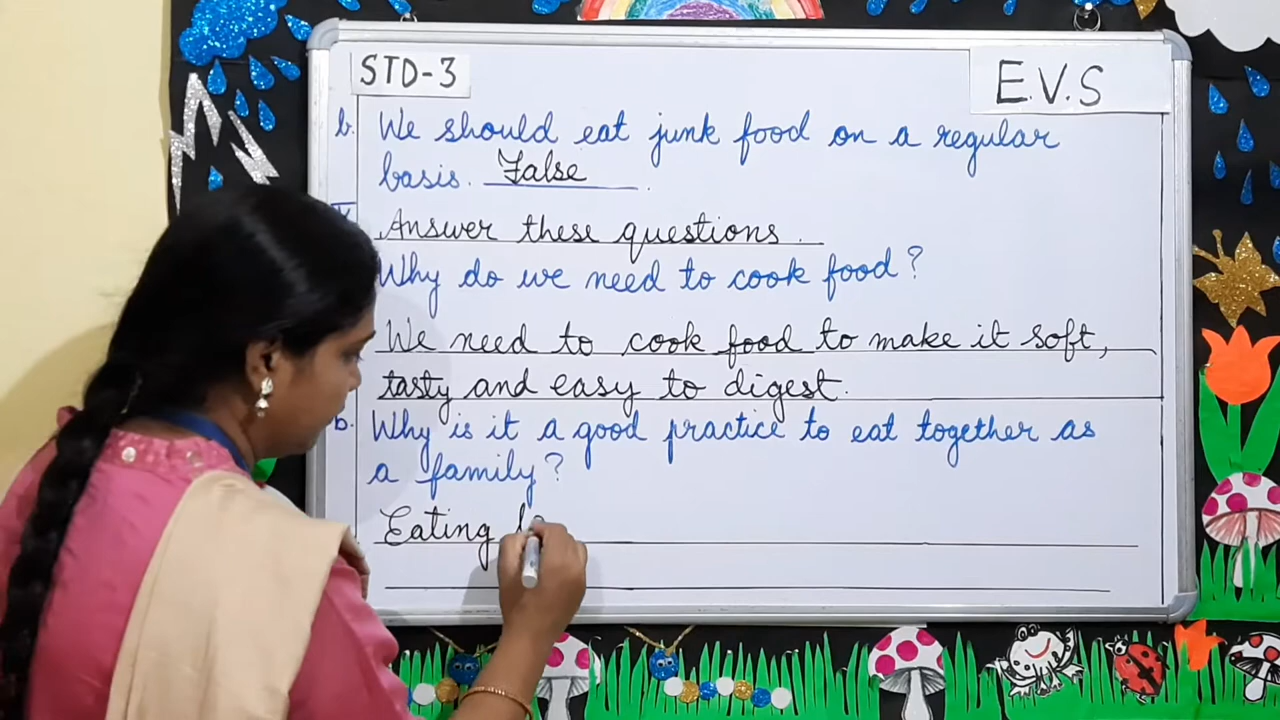 STD-3
E.V.S
b. We should eat junk food on a regular
basis. False.
Answer these questions.
Why do we need to cook food?
We need to cook food to make it soft,
tasty and easy to digest.
b. Why is it a good practice to eat together as
a family?
Eating